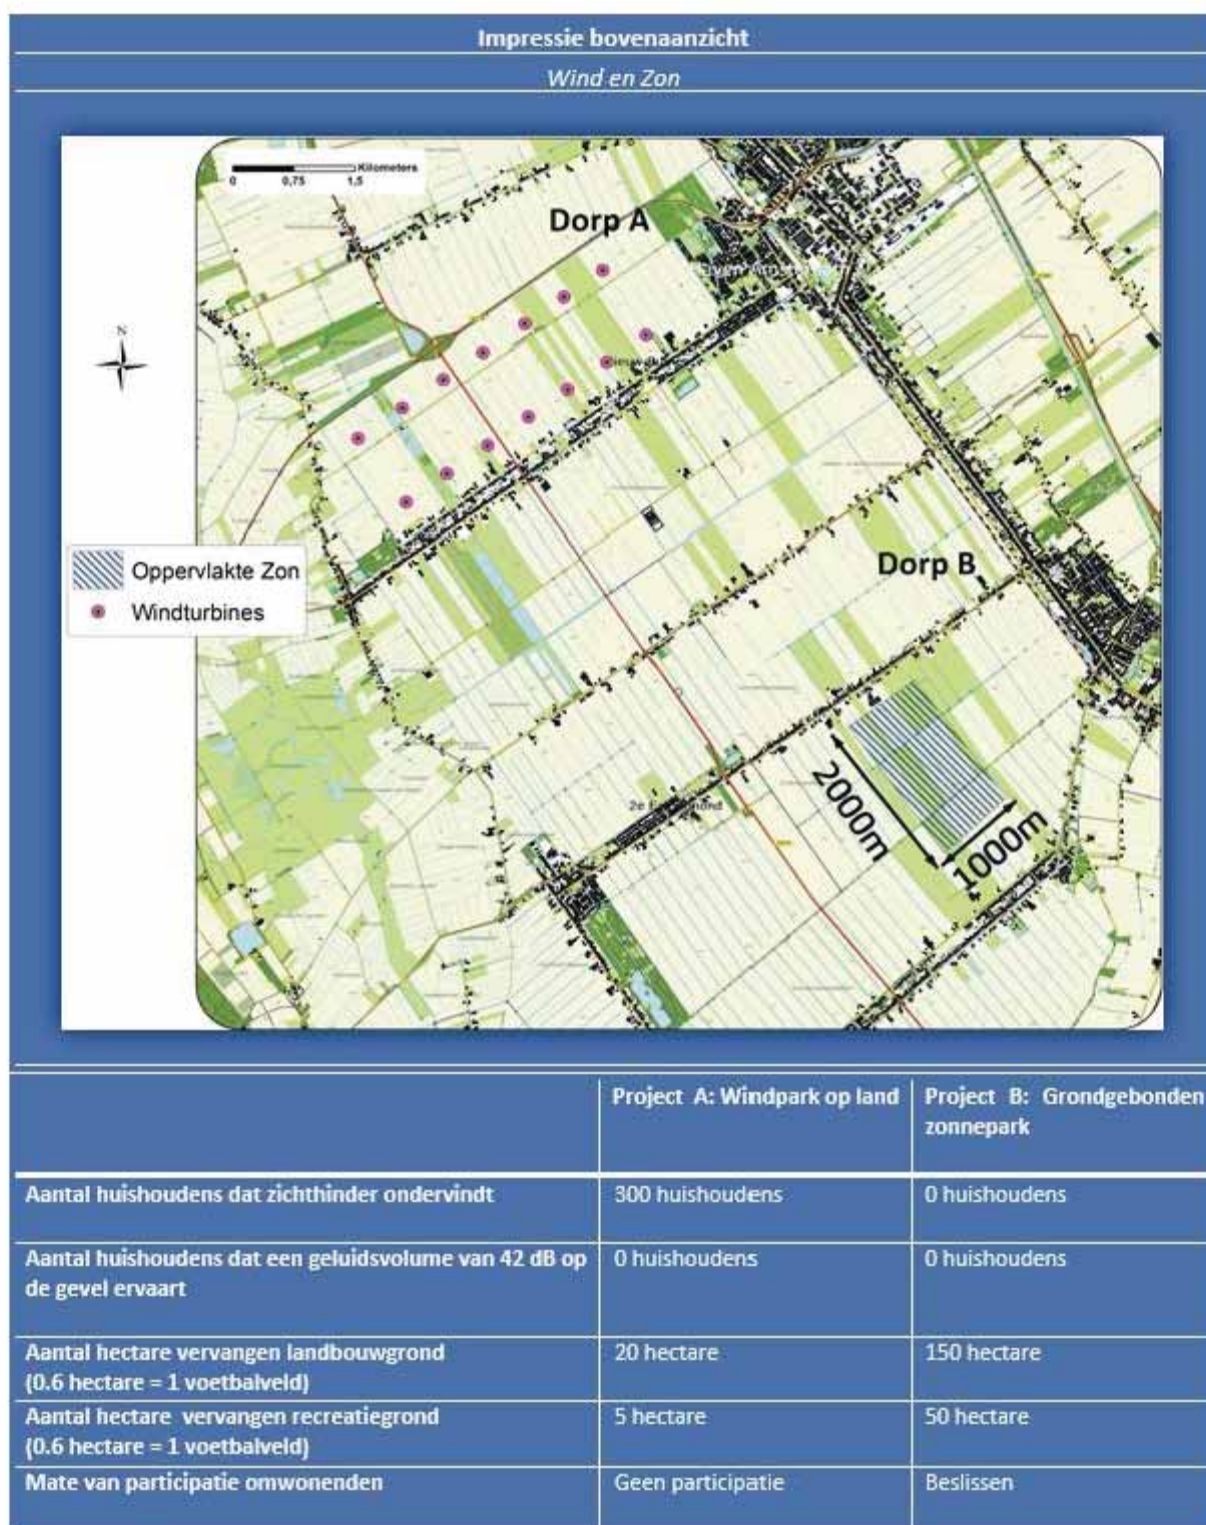 Impressie bovenaanzicht
Wind en Zon
Kilometers
0 0,75 1,5
Dorp A
N
Dorp B
Oppervlakte Zon
Windturbines
2000m
1000m
Project A: Windpark op land
Project B: Grondgebonden
zonnepark
Aantal huishoudens dat zichthinder ondervindt
300 huishoudens
0 huishoudens
Aantal huishoudens dat een geluidsvolume van 42 dB op
de gevel ervaart
0 huishoudens
0 huishoudens
Aantal hectare vervangen landbouwgrond
(0.6 hectare = 1 voetbalveld)
20 hectare
150 hectare
Aantal hectare vervangen recreatiegrond
(0.6 hectare = 1 voetbalveld)
5 hectare
50 hectare
Mate van participatie omwonenden
Geen participatie
Beslissen